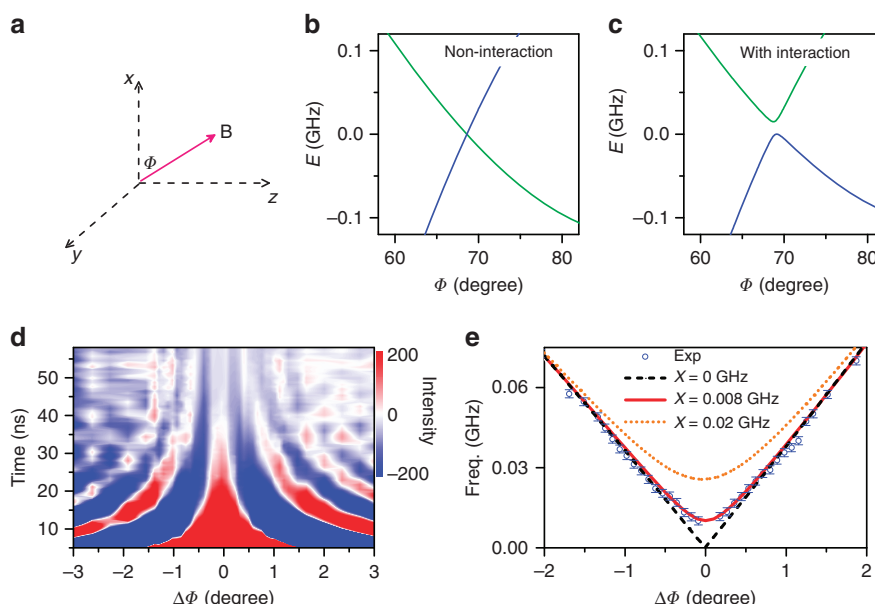 a
x
Φ
B
z
y
b
Non-interaction
E (GHz)
0.1
0.0
−0.1
60
70
80
Φ (degree)
c
With interaction
E (GHz)
0.1
0.0
−0.1
60
70
80
Φ (degree)
d
Time (ns)
50
40
30
20
10
−3
−2
−1
0
1
2
3
ΔΦ (degree)
200
0
−200
Intensity
e
Exp
X = 0 GHz
X = 0.008 GHz
X = 0.02 GHz
Freq. (GHz)
0.06
0.03
0.00
−2
−1
0
1
2
ΔΦ (degree)